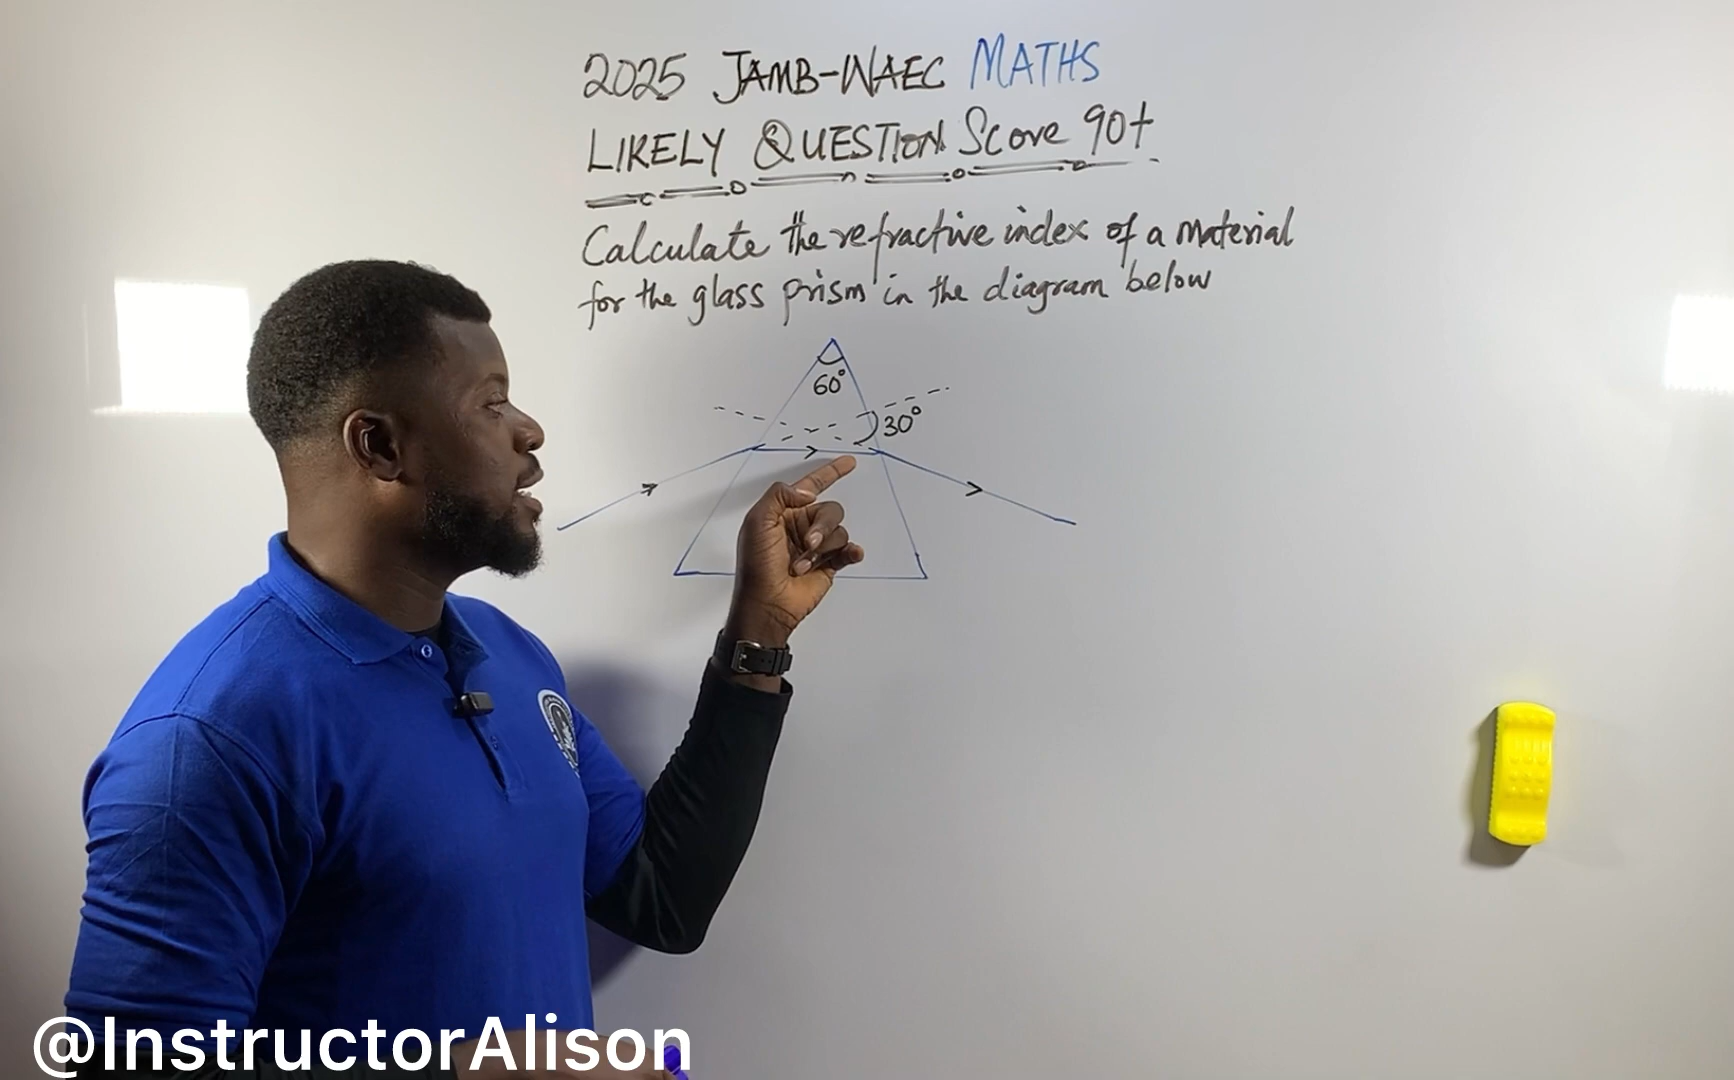 2025 JAMB-WAEC MATHS
LIKELY QUESTION Score 90+
Calculate the refractive index of a material
for the glass prism in the diagram below
60°
30°
@InstructorAlison